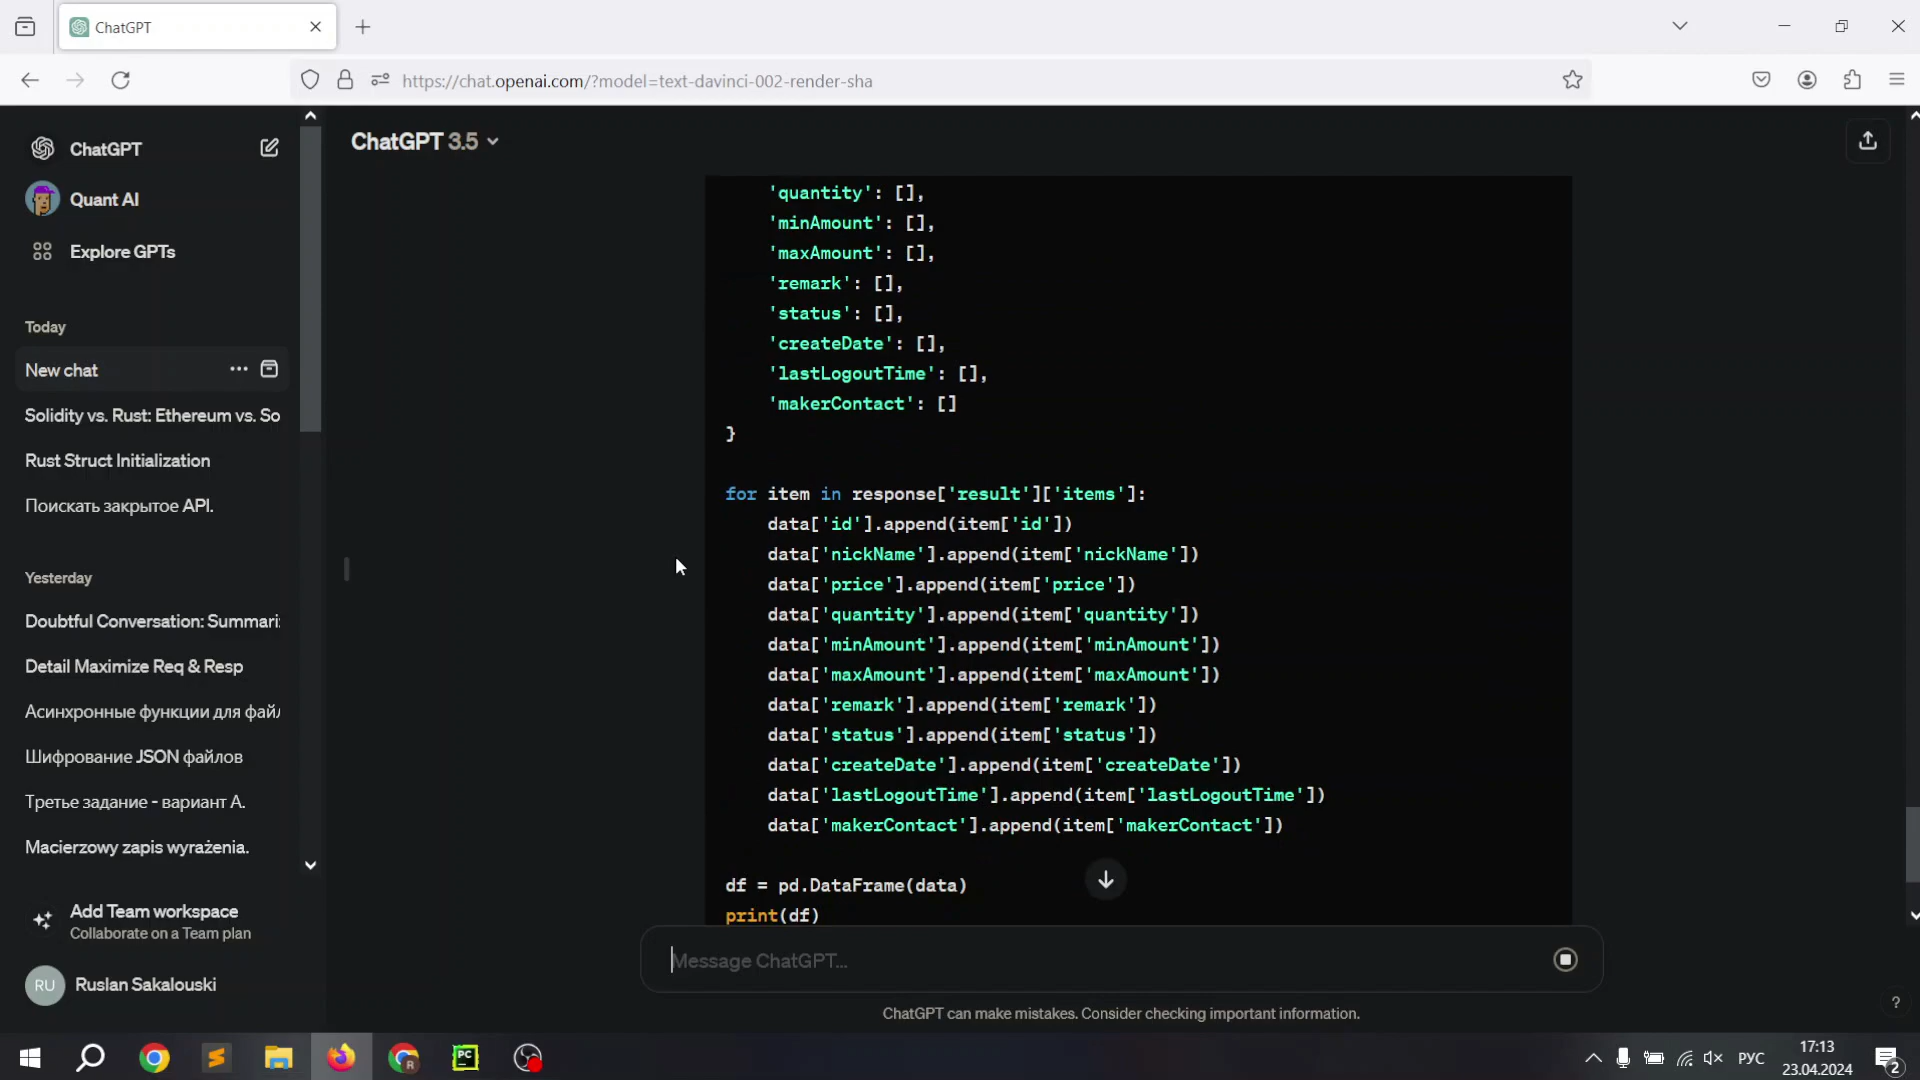 ChatGPT
https://chat.openai.com/?model=text-davinci-002-render-sha
ChatGPT
Quant AI
Explore GPTs
Today
New chat
Solidity vs. Rust: Ethereum vs. So
Rust Struct Initialization
Поискать закрытое API.
Yesterday
Doubtful Conversation: Summari
Detail Maximize Req & Resp
Асинхронные функции для файл
Шифрование JSON файлов
Третье задание - вариант А.
Macierzowy zapis wyrażenia.
Add Team workspace
Collaborate on a Team plan
RU
Ruslan Sakalouski
ChatGPT 3.5
'quantity': [],
'minAmount': [],
'maxAmount': [],
'remark': [],
'status': [],
'createDate': [],
'lastLogoutTime': [],
'makerContact': []
}
for item in response['result']['items']:
data['id'].append(item['id'])
data['nickName'].append(item['nickName'])
data['price'].append(item['price'])
data['quantity'].append(item['quantity'])
data['minAmount'].append(item['minAmount'])
data['maxAmount'].append(item['maxAmount'])
data['remark'].append(item['remark'])
data['status'].append(item['status'])
data['createDate'].append(item['createDate'])
data['lastLogoutTime'].append(item['lastLogoutTime'])
data['makerContact'].append(item['makerContact'])
df = pd.DataFrame(data)
print(df)
Message ChatGPT...
ChatGPT can make mistakes. Consider checking important information.
?
R
PC
РУС
17:13
23.04.2024
2